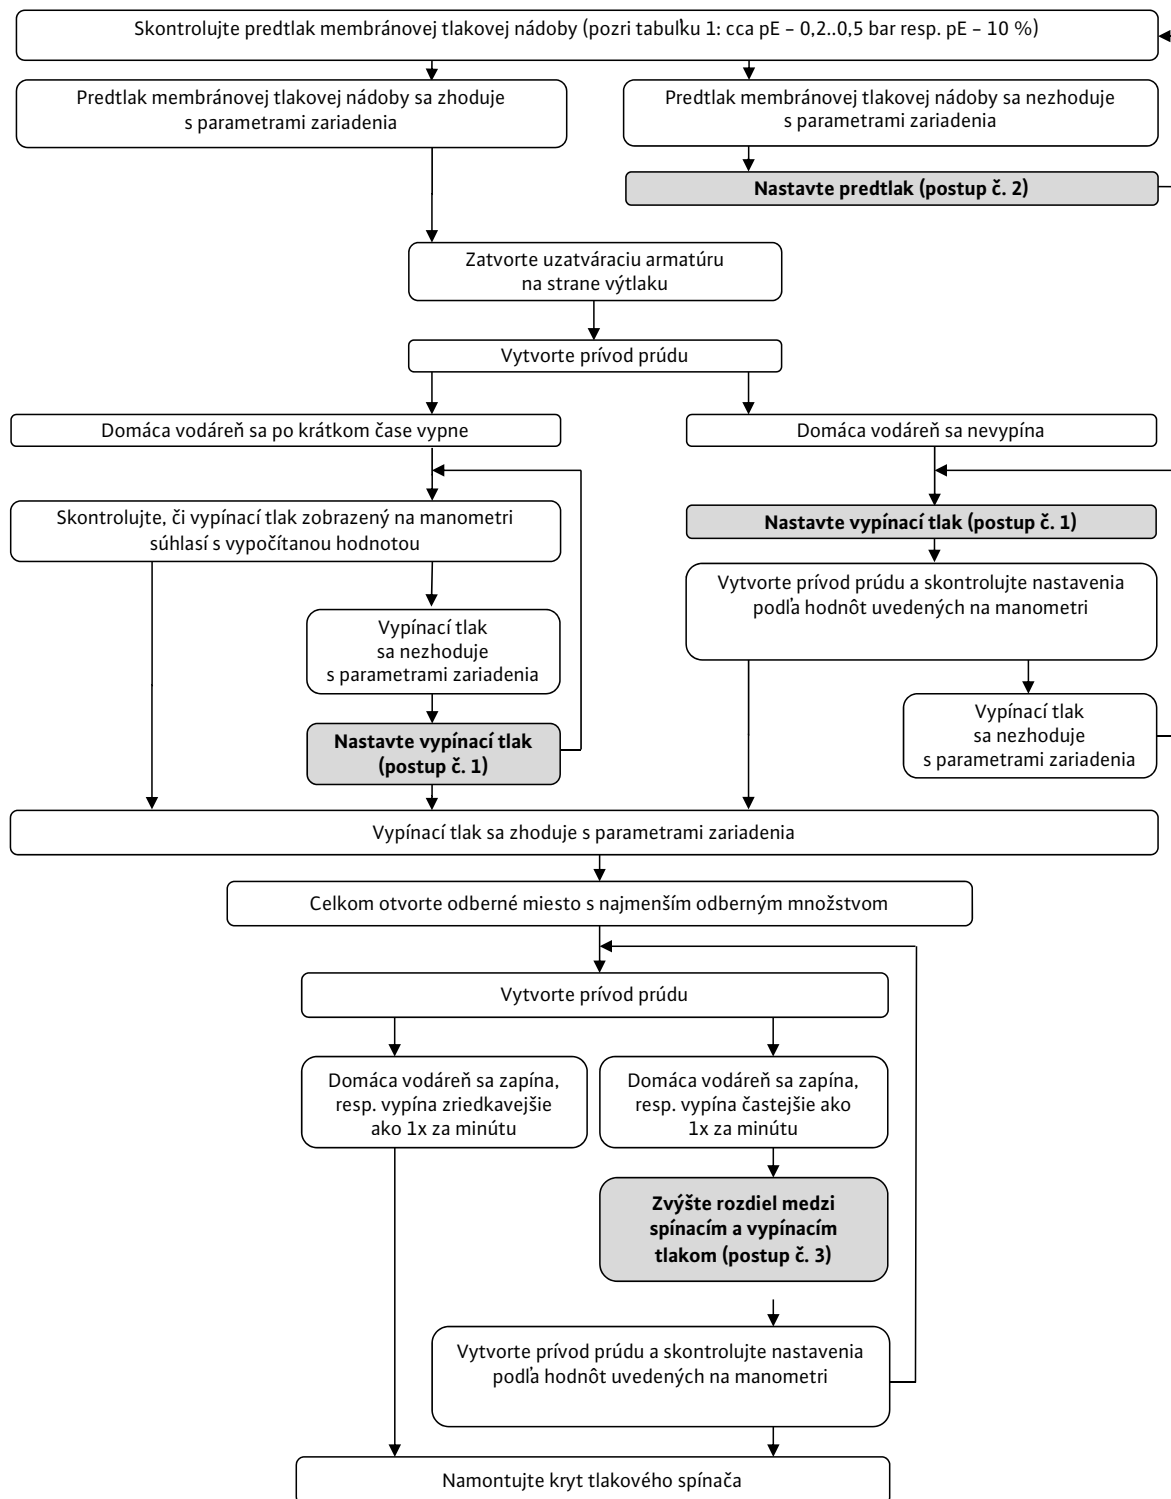 Skontrolujte predtlak membránovej tlakovej nádoby (pozri tabuľku 1: cca pE – 0,2..0,5 bar resp. pE – 10 %)
Predtlak membránovej tlakovej nádoby sa zhoduje
s parametrami zariadenia
Predtlak membránovej tlakovej nádoby sa nezhoduje
s parametrami zariadenia
Nastavte predtlak (postup č. 2)
Zatvorte uzatváraciu armatúru
na strane výtlaku
Vytvorte prívod prúdu
Domáca vodáreň sa po krátkom čase vypne
Domáca vodáreň sa nevypína
Skontrolujte, či vypínací tlak zobrazený na manometri
súhlasí s vypočítanou hodnotou
Nastavte vypínací tlak (postup č. 1)
Vytvorte prívod prúdu a skontrolujte nastavenia
podľa hodnôt uvedených na manometri
Vypínací tlak
sa nezhoduje
s parametrami zariadenia
Vypínací tlak
sa nezhoduje
s parametrami zariadenia
Nastavte vypínací tlak
(postup č. 1)
Vypínací tlak sa zhoduje s parametrami zariadenia
Celkom otvorte odberné miesto s najmenším odberným množstvom
Vytvorte prívod prúdu
Domáca vodáreň sa zapína,
resp. vypína zriedkavejšie
ako 1x za minútu
Domáca vodáreň sa zapína,
resp. vypína častejšie ako
1x za minútu
Zvýšte rozdiel medzi
spínacím a vypínacím
tlakom (postup č. 3)
Vytvorte prívod prúdu a skontrolujte nastavenia
podľa hodnôt uvedených na manometri
Namontujte kryt tlakového spínača